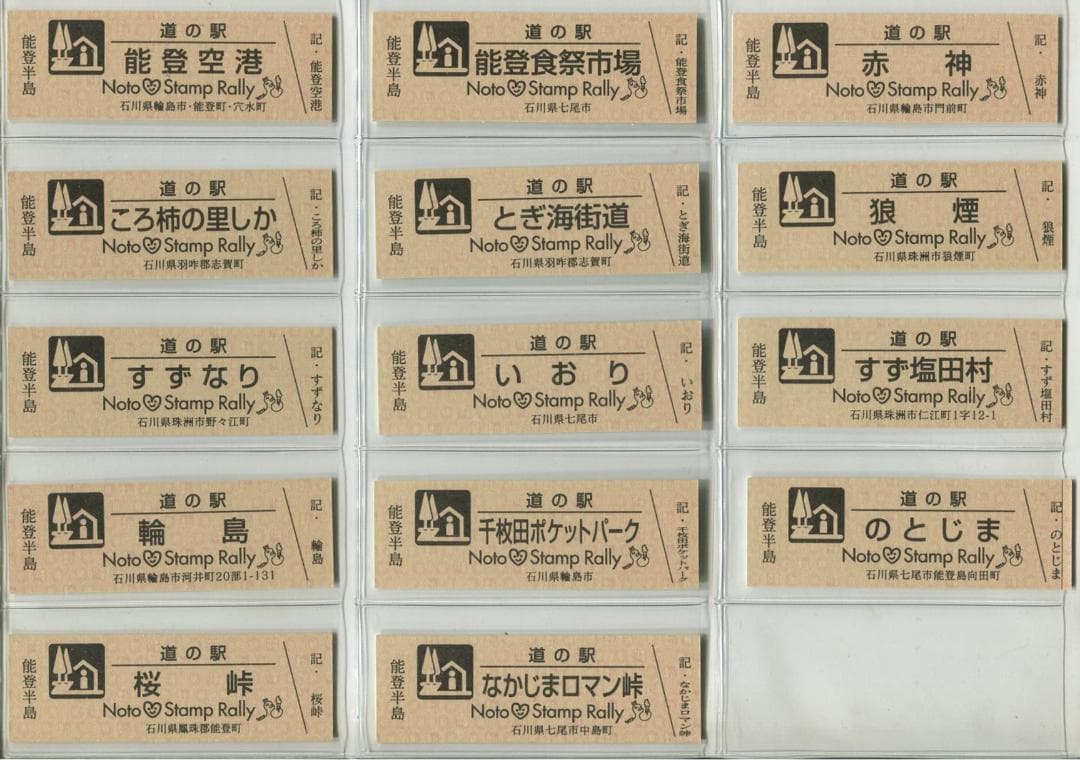 能登半島
道の駅
能登空港
Noto Stamp Rally
石川県輪島市・能登町・穴水町
記・能登空港
能登半島
道の駅
能登食祭市場
Noto Stamp Rally
石川県七尾市
記・能登食祭市場
能登半島
道の駅
赤神
Noto Stamp Rally
石川県輪島市門前町
記・赤神
能登半島
道の駅
ころ柿の里しか
Noto Stamp Rally
石川県羽咋郡志賀町
記・ころ柿の里しか
能登半島
道の駅
とぎ海街道
Noto Stamp Rally
石川県羽咋郡志賀町
記・とぎ海街道
能登半島
道の駅
狼煙
Noto Stamp Rally
石川県珠洲市狼煙町
記・狼煙
能登半島
道の駅
すずなり
Noto Stamp Rally
石川県珠洲市野々江町
記・すずなり
能登半島
道の駅
いおり
Noto Stamp Rally
石川県七尾市
記・いおり
能登半島
道の駅
すず塩田村
Noto Stamp Rally
石川県珠洲市仁江町1字12-1
記・すず塩田村
能登半島
道の駅
輪島
Noto Stamp Rally
石川県輪島市河井町20部1-131
記・輪島
能登半島
道の駅
千枚田ポケットパーク
Noto Stamp Rally
石川県輪島市
記・千枚田ポケットパーク
能登半島
道の駅
のとじま
Noto Stamp Rally
石川県七尾市能登島向田町
記・のとじま
能登半島
道の駅
桜峠
Noto Stamp Rally
石川県鳳珠郡能登町
記・桜峠
能登半島
道の駅
なかじまロマン峠
Noto Stamp Rally
石川県七尾市中島町
記・なかじまロマン峠